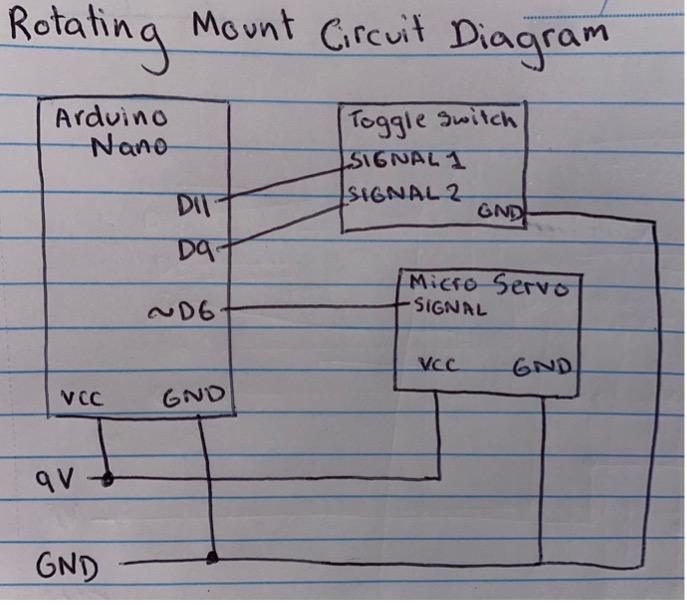 Rotating Mount Circuit Diagram
Arduino
Nano
D11
D9
~D6
VCC GND
Toggle Switch
SIGNAL 1
SIGNAL 2
GND
Micro Servo
SIGNAL
VCC GND
9V
GND